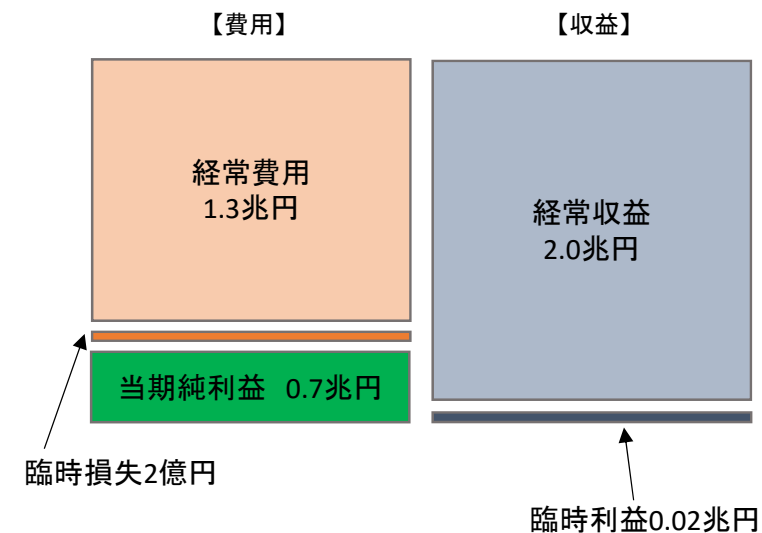 【費用】
【収益】
経常費用
1.3兆円
経常収益
2.0兆円
当期純利益 0.7兆円
臨時損失2億円
臨時利益0.02兆円